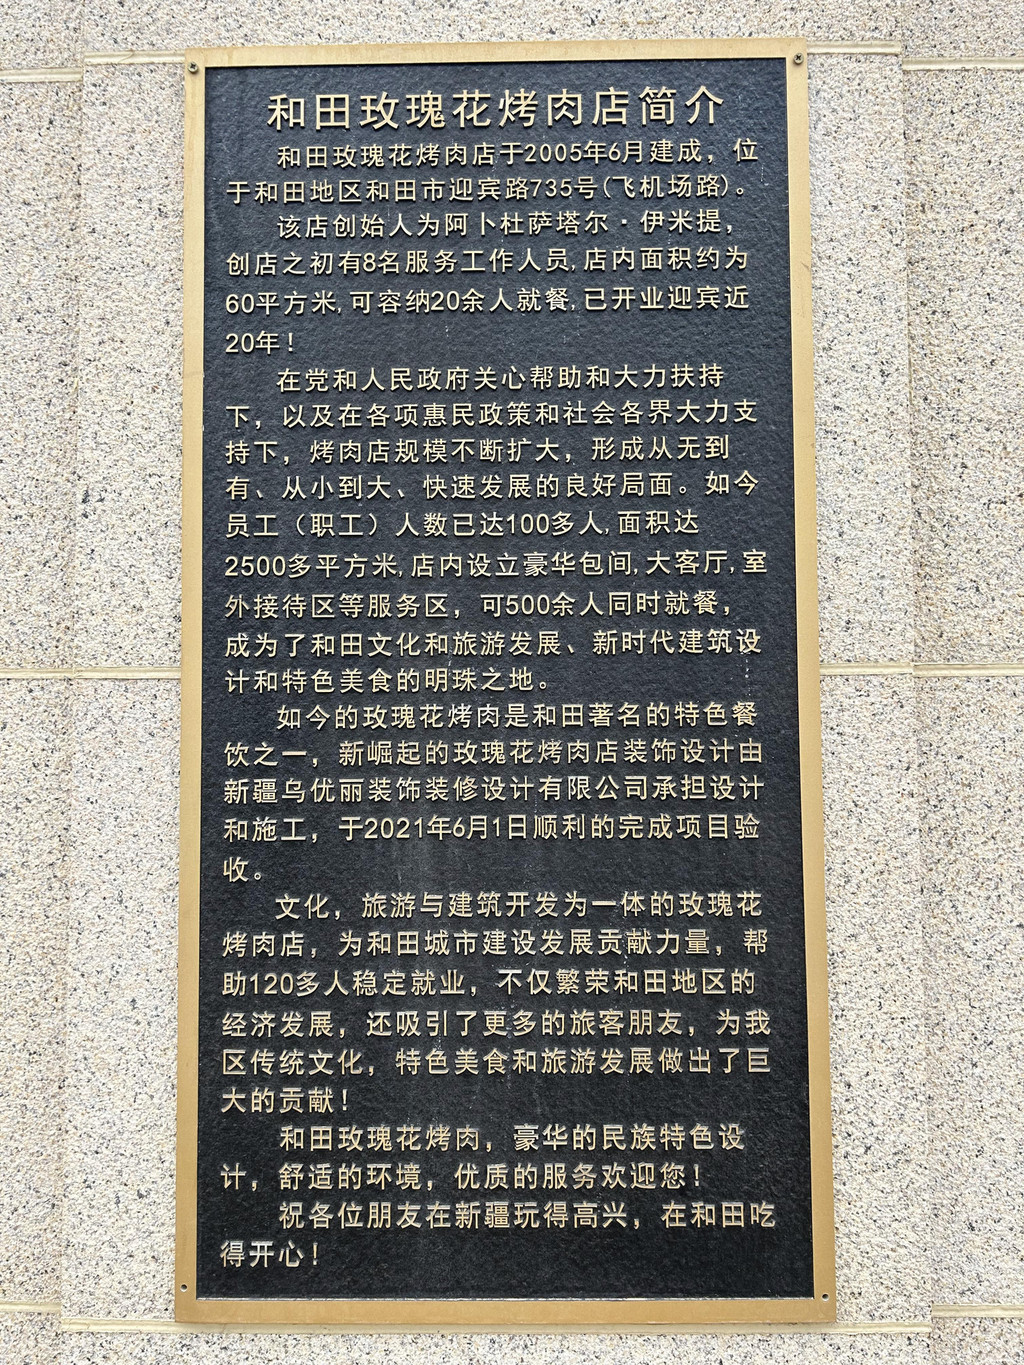 和田玫瑰花烤肉店简介
和田玫瑰花烤肉店于2005年6月建成，位
于和田地区和田市迎宾路735号(飞机场路)。
该店创始人为阿卜杜萨塔尔·伊米提，
创店之初有8名服务工作人员,店内面积约为
60平方米,可容纳20余人就餐,已开业迎宾近
20年！
在党和人民政府关心帮助和大力扶持
下，以及在各项惠民政策和社会各界大力支
持下，烤肉店规模不断扩大，形成从无到
有、从小到大、快速发展的良好局面。如今
员工（职工）人数已达100多人,面积达
2500多平方米,店内设立豪华包间,大客厅,室
外接待区等服务区，可500余人同时就餐，
成为了和田文化和旅游发展、新时代建筑设
计和特色美食的明珠之地。
如今的玫瑰花烤肉是和田著名的特色餐
饮之一，新崛起的玫瑰花烤肉店装饰设计由
新疆乌优丽装饰装修设计有限公司承担设计
和施工，于2021年6月1日顺利的完成项目验
收。
文化，旅游与建筑开发为一体的玫瑰花
烤肉店，为和田城市建设发展贡献力量，帮
助120多人稳定就业，不仅繁荣和田地区的
经济发展，还吸引了更多的旅客朋友，为我
区传统文化，特色美食和旅游发展做出了巨
大的贡献！
和田玫瑰花烤肉，豪华的民族特色设
计，舒适的环境，优质的服务欢迎您！
祝各位朋友在新疆玩得高兴，在和田吃
得开心！